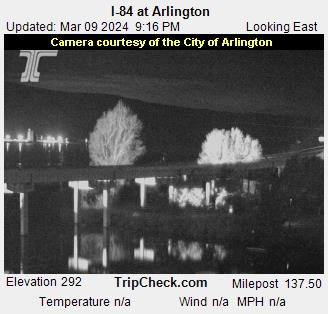 I-84 at Arlington
Updated: Mar 09 2024 9:16 PM Looking East
Camera courtesy of the City of Arlington
Elevation 292 TripCheck.com Milepost 137.50
Temperature n/a Wind n/a MPH n/a